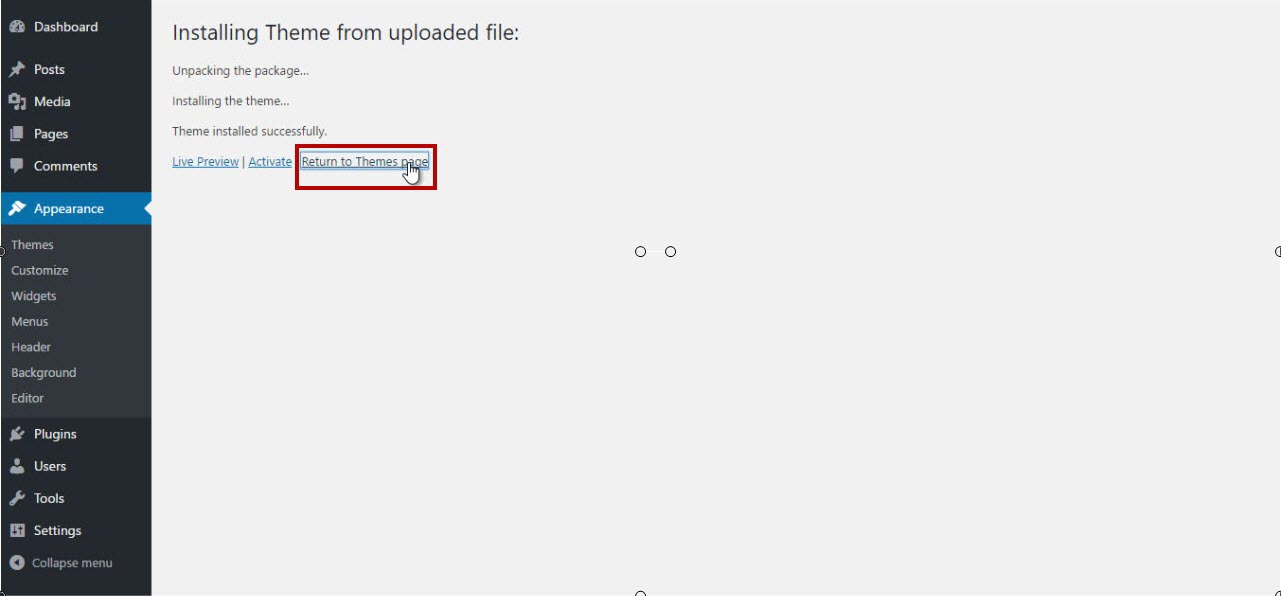 Dashboard
Posts
Media
Pages
Comments
Appearance
Themes
Customize
Widgets
Menus
Header
Background
Editor
Plugins
Users
Tools
Settings
Collapse menu
Installing Theme from uploaded file:
Unpacking the package...
Installing the theme...
Theme installed successfully.
Live Preview | Activate Return to Themes page